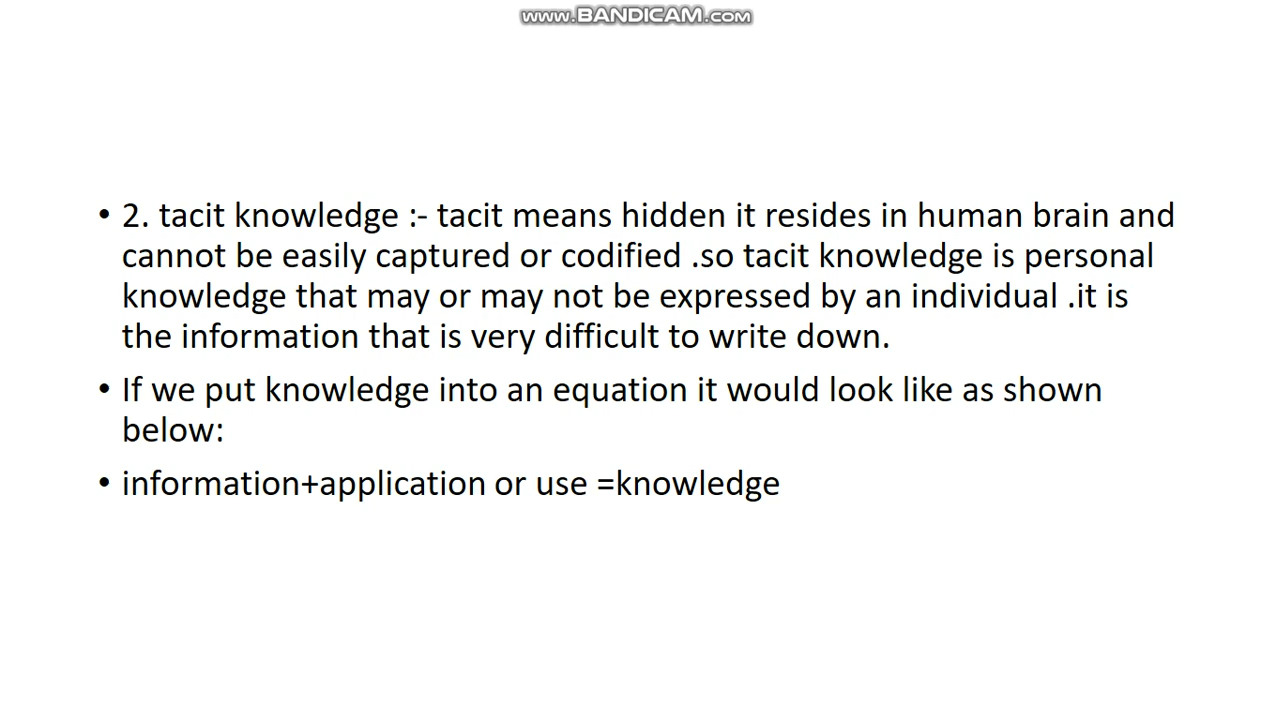 www.BANDICAM.com
• 2. tacit knowledge :- tacit means hidden it resides in human brain and
cannot be easily captured or codified .so tacit knowledge is personal
knowledge that may or may not be expressed by an individual .it is
the information that is very difficult to write down.
• If we put knowledge into an equation it would look like as shown
below:
• information+application or use =knowledge